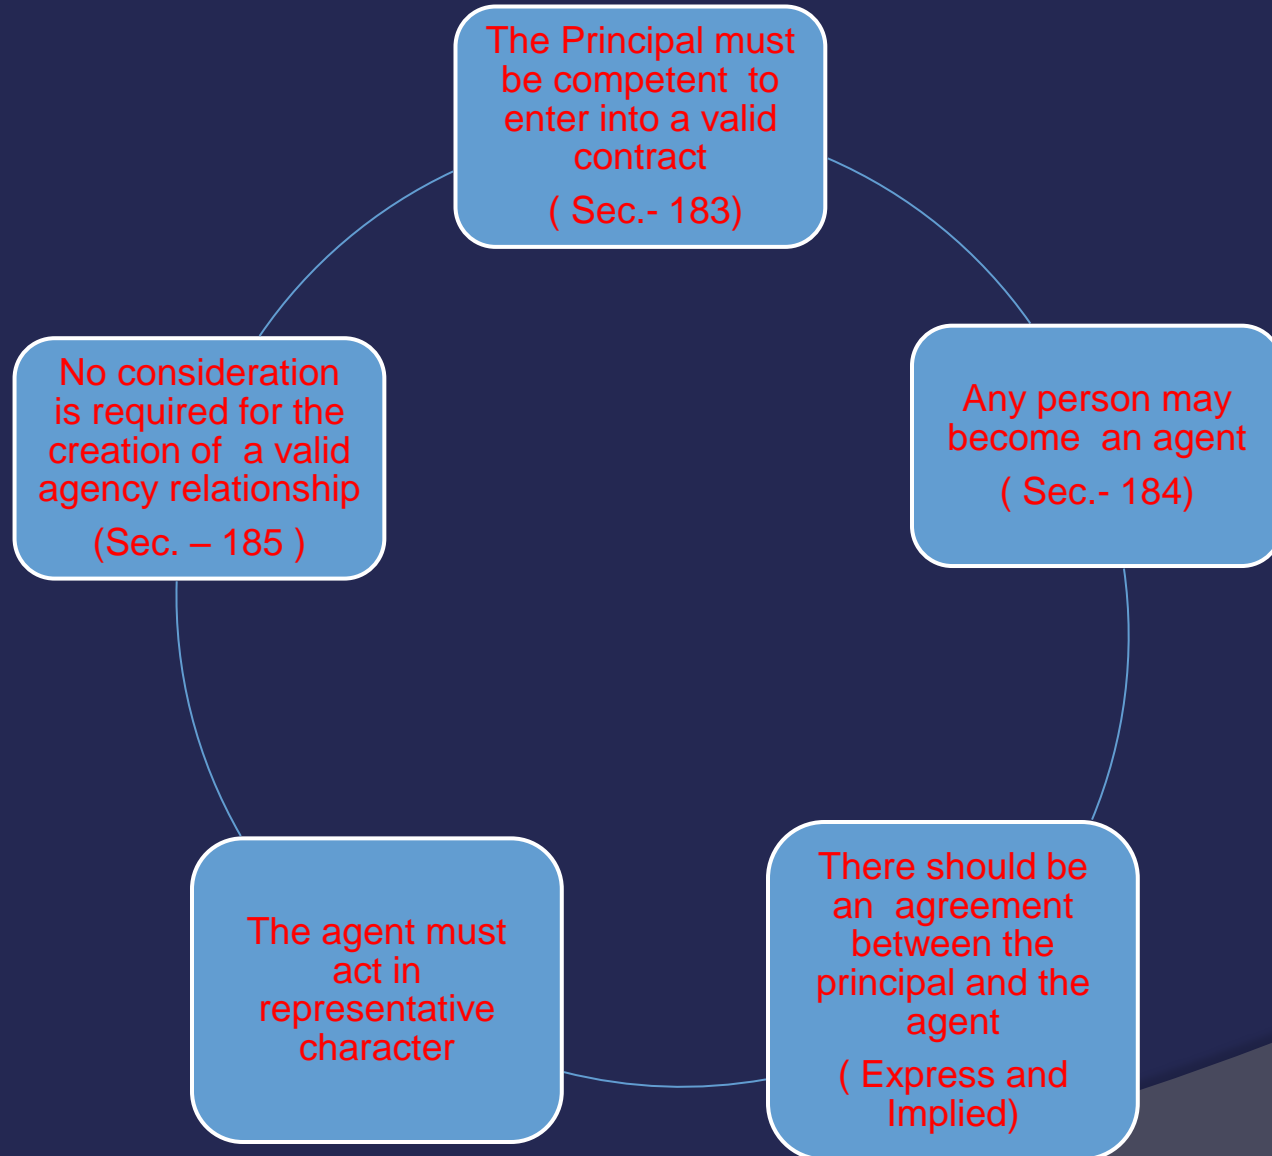 The Principal must
be competent to
enter into a valid
contract
( Sec.- 183)
Any person may
become an agent
( Sec.- 184)
There should be
an agreement
between the
principal and the
agent
( Express and
Implied)
The agent must
act in
representative
character
No consideration
is required for the
creation of a valid
agency relationship
(Sec. – 185 )